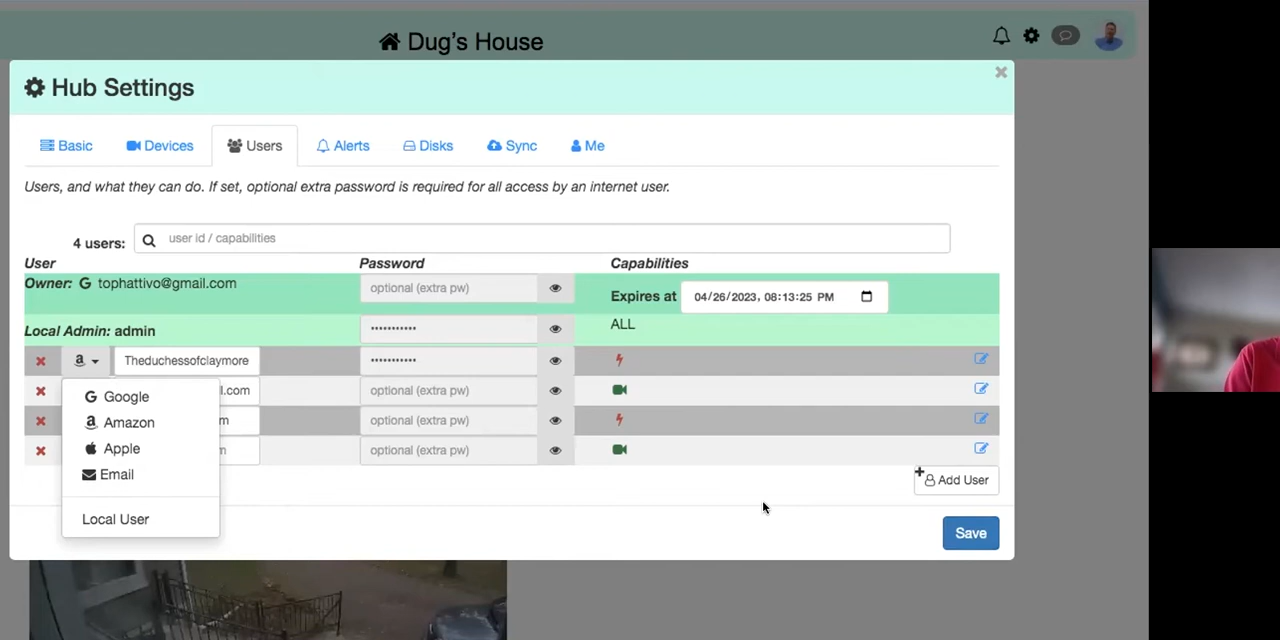 Dug's House
Hub Settings
Basic Devices Users Alerts Disks Sync Me
Users, and what they can do. If set, optional extra password is required for all access by an internet user.
4 users: user id / capabilities
User Password Capabilities
Owner: tophattivo@gmail.com optional (extra pw) Expires at 04/26/2023, 08:13:25 PM
Local Admin: admin ••••••••••• ALL
Theduchessofclaymore •••••••••••
Google l.com optional (extra pw)
Amazon m optional (extra pw)
Apple m optional (extra pw)
Email
Add User
Local User
Save